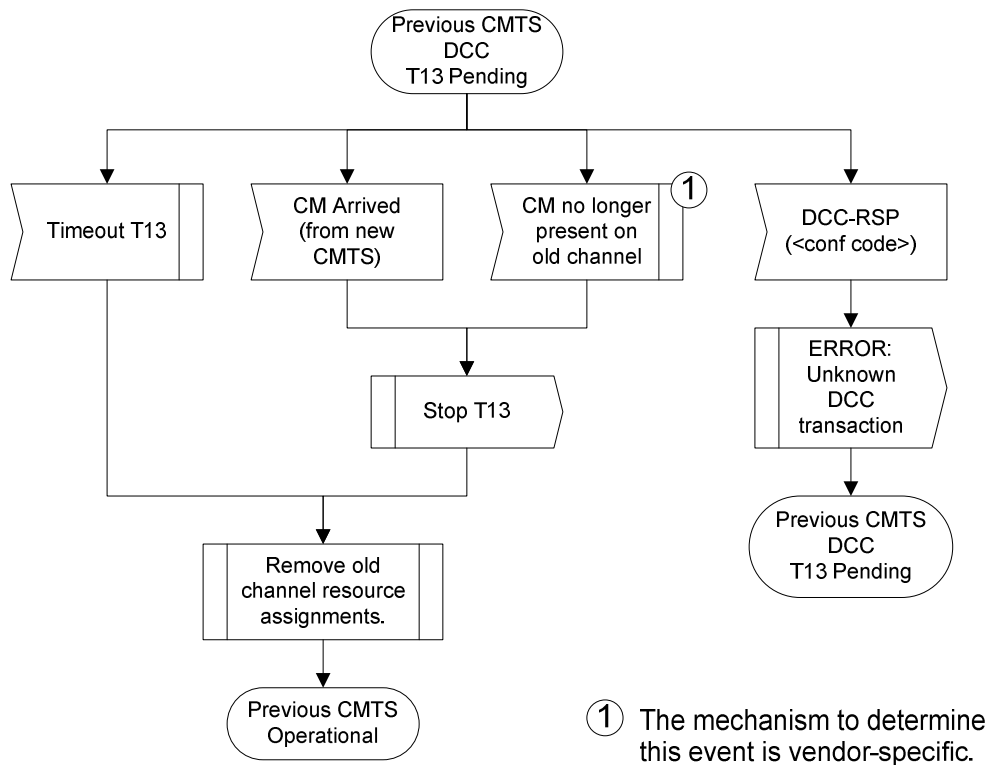 Previous CMTS
DCC
T13 Pending
Timeout T13
CM Arrived
(from new
CMTS)
CM no longer
present on
old channel
1
DCC-RSP
(<conf code>)
Stop T13
ERROR:
Unknown
DCC
transaction
Remove old
channel resource
assignments.
Previous CMTS
DCC
T13 Pending
Previous CMTS
Operational
1 The mechanism to determine
this event is vendor-specific.